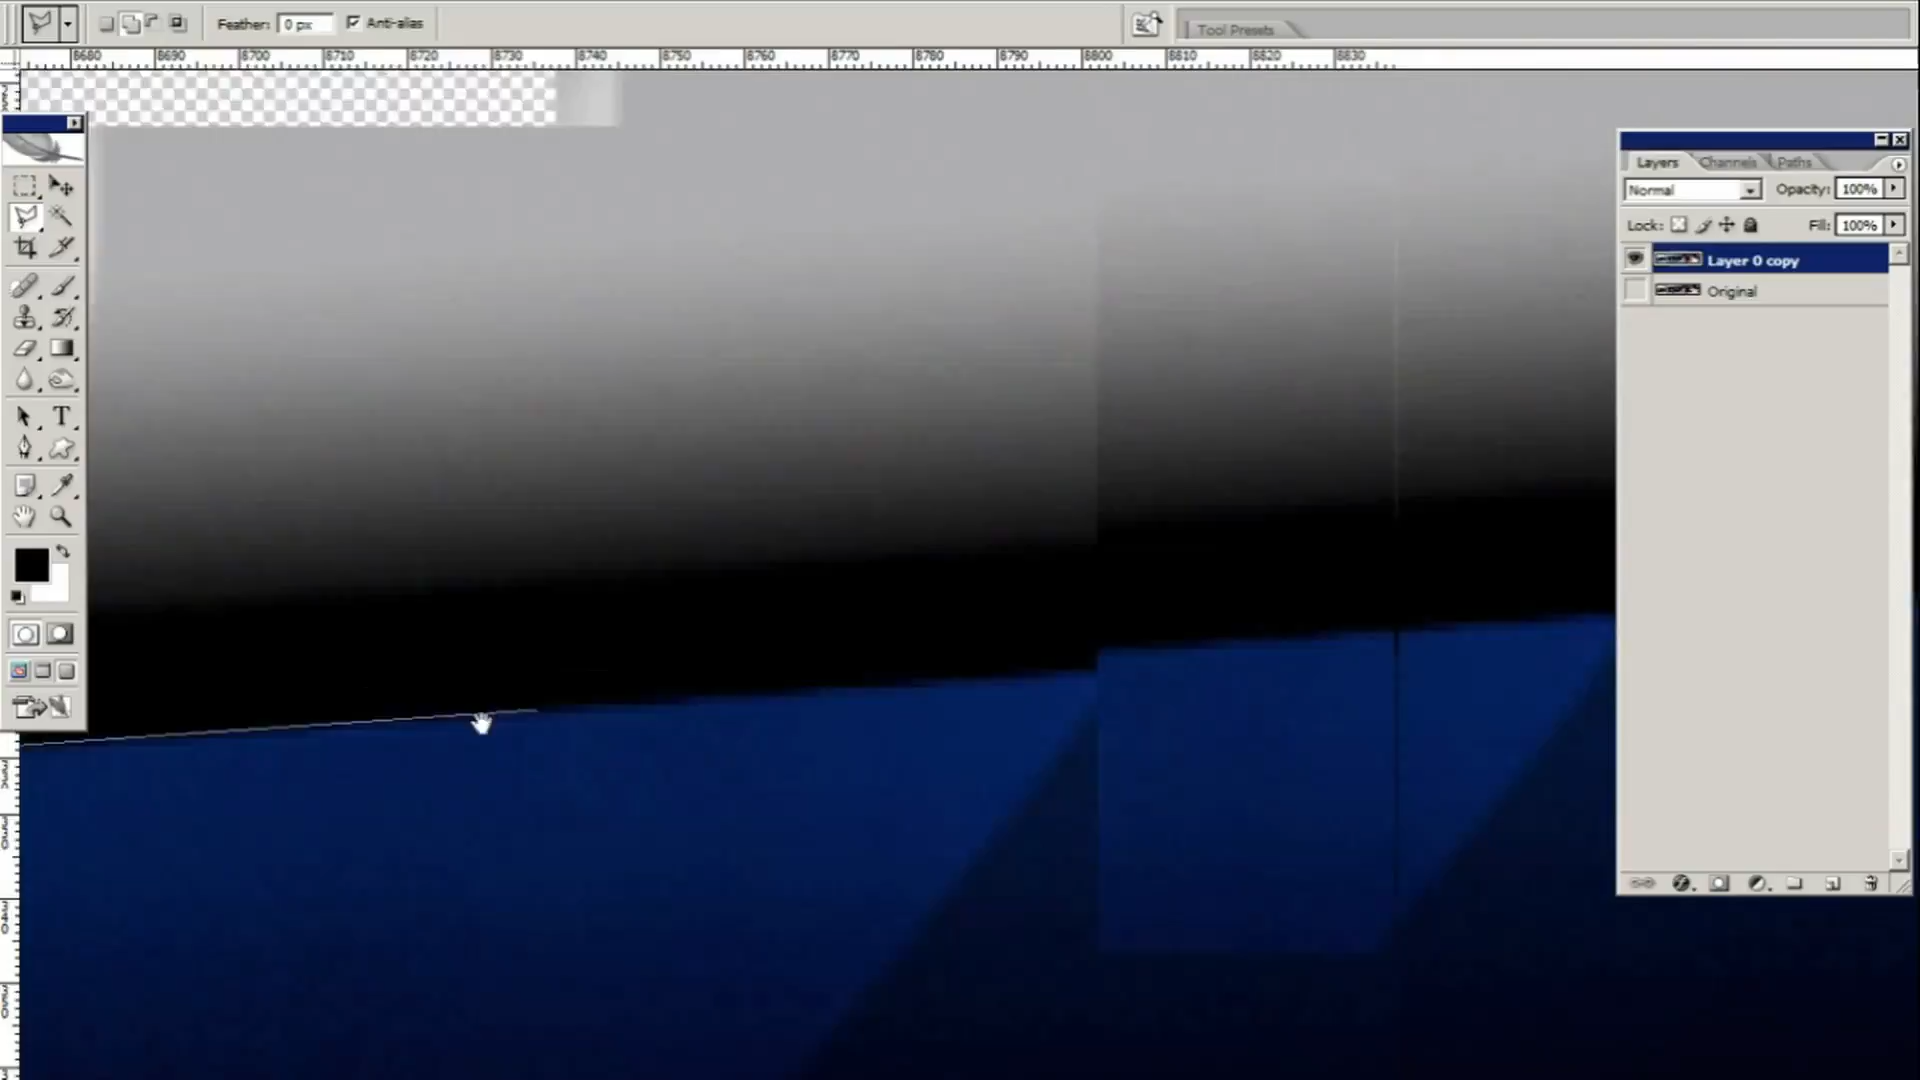 Feather: 0 px Anti-alias
Tool Presets
8680 8690 8700 8710 8720 8730 8740 8750 8760 8770 8780 8790 8800 8810 8820 8830
Layers Channels Paths
Normal Opacity: 100%
Lock: Fill: 100%
Layer 0 copy
Original
T